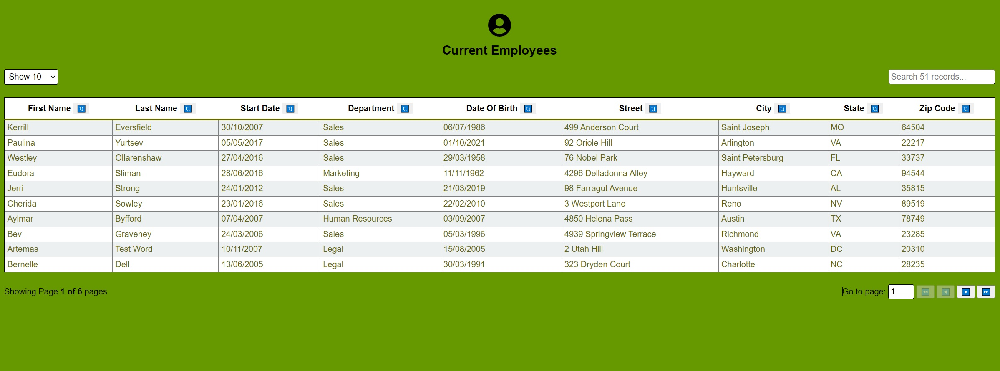 Current Employees
Show 10
Search 51 records...
First Name Last Name Start Date Department Date Of Birth Street City State Zip Code
Kerrill Eversfield 30/10/2007 Sales 06/07/1986 499 Anderson Court Saint Joseph MO 64504
Paulina Yurtsev 05/05/2017 Sales 01/10/2021 92 Oriole Hill Arlington VA 22217
Westley Ollarenshaw 27/04/2016 Sales 29/03/1958 76 Nobel Park Saint Petersburg FL 33737
Eudora Sliman 28/06/2016 Marketing 11/11/1962 4296 Delladonna Alley Hayward CA 94544
Jerri Strong 24/01/2012 Sales 21/03/2019 98 Farragut Avenue Huntsville AL 35815
Cherida Sowley 23/01/2016 Sales 22/02/2010 3 Westport Lane Reno NV 89519
Aylmar Byfford 07/04/2007 Human Resources 03/09/2007 4850 Helena Pass Austin TX 78749
Bev Graveney 24/03/2006 Sales 05/03/1996 4939 Springview Terrace Richmond VA 23285
Artemas Test Word 10/11/2007 Legal 15/08/2005 2 Utah Hill Washington DC 20310
Bernelle Dell 13/06/2005 Legal 30/03/1991 323 Dryden Court Charlotte NC 28235
Showing Page 1 of 6 pages
Go to page: 1